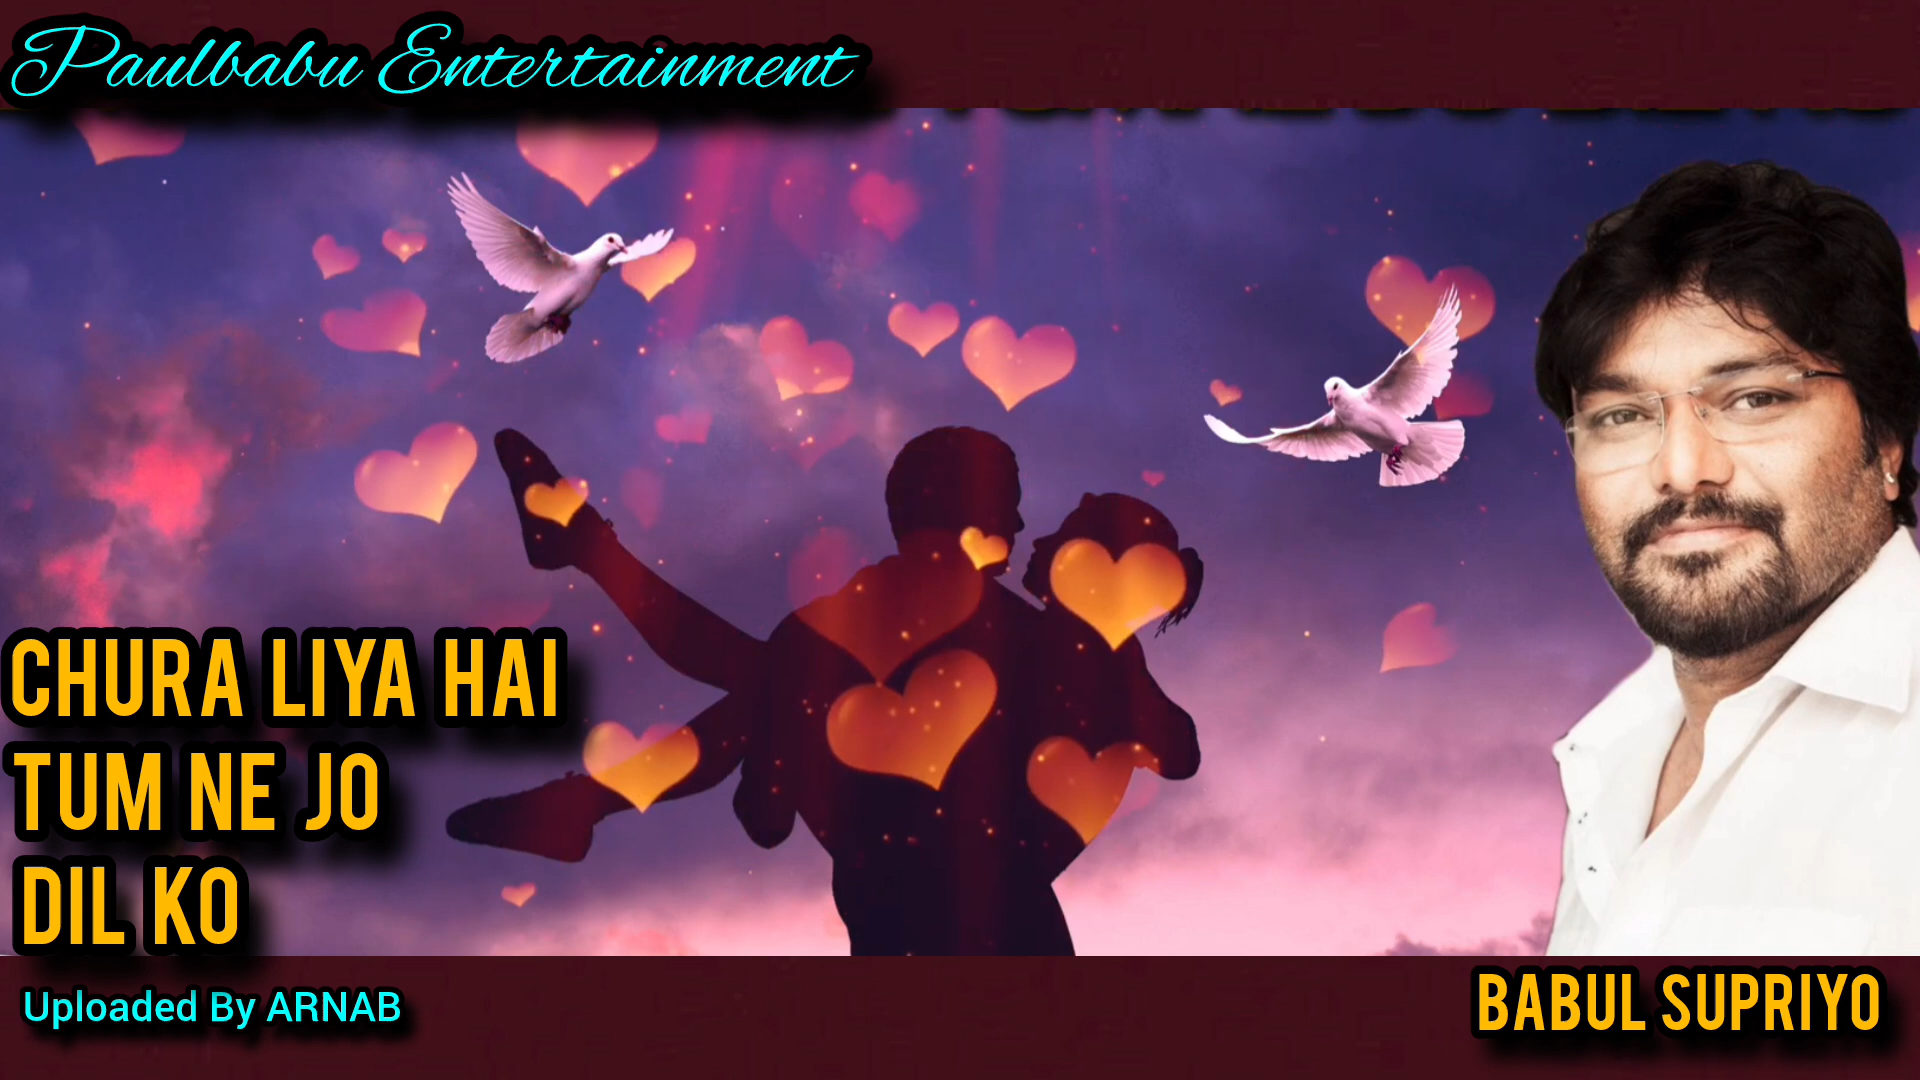 Paulbabu Entertainment
CHURA LIYA HAI
TUM NE JO
DIL KO
Uploaded By ARNAB
BABUL SUPRIYO